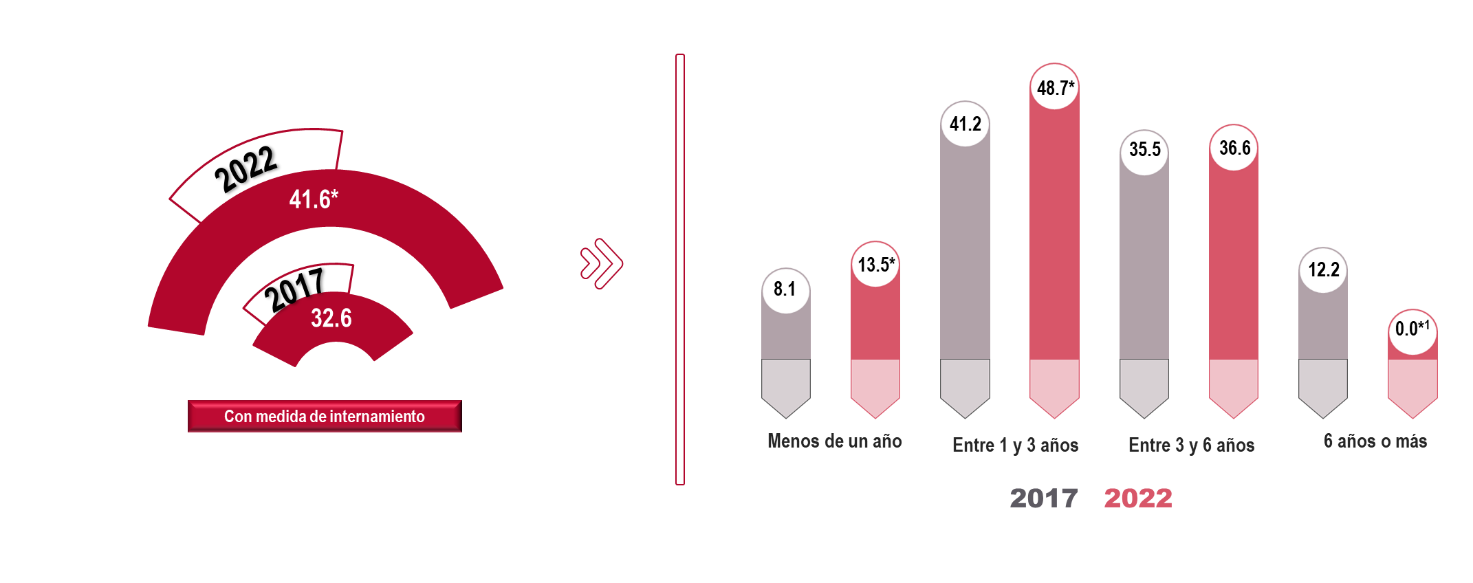 2022
41.6*
2017
32.6
Con medida de internamiento
8.1
13.5*
41.2
48.7*
35.5
36.6
12.2
0.0*¹
Menos de un año
Entre 1 y 3 años
Entre 3 y 6 años
6 años o más
2017 2022